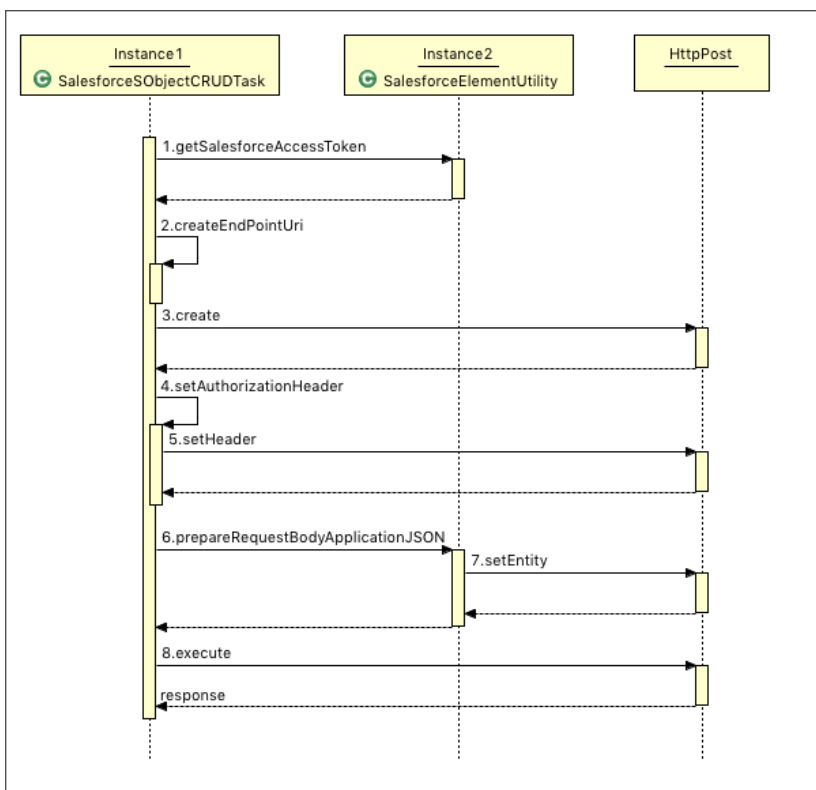 Instance1
C SalesforceSObjectCRUDTask
Instance2
C SalesforceElementUtility
HttpPost
1.getSalesforceAccessToken
2.createEndPointUri
3.create
4.setAuthorizationHeader
5.setHeader
6.prepareRequestBodyApplicationJSON
7.setEntity
8.execute
response